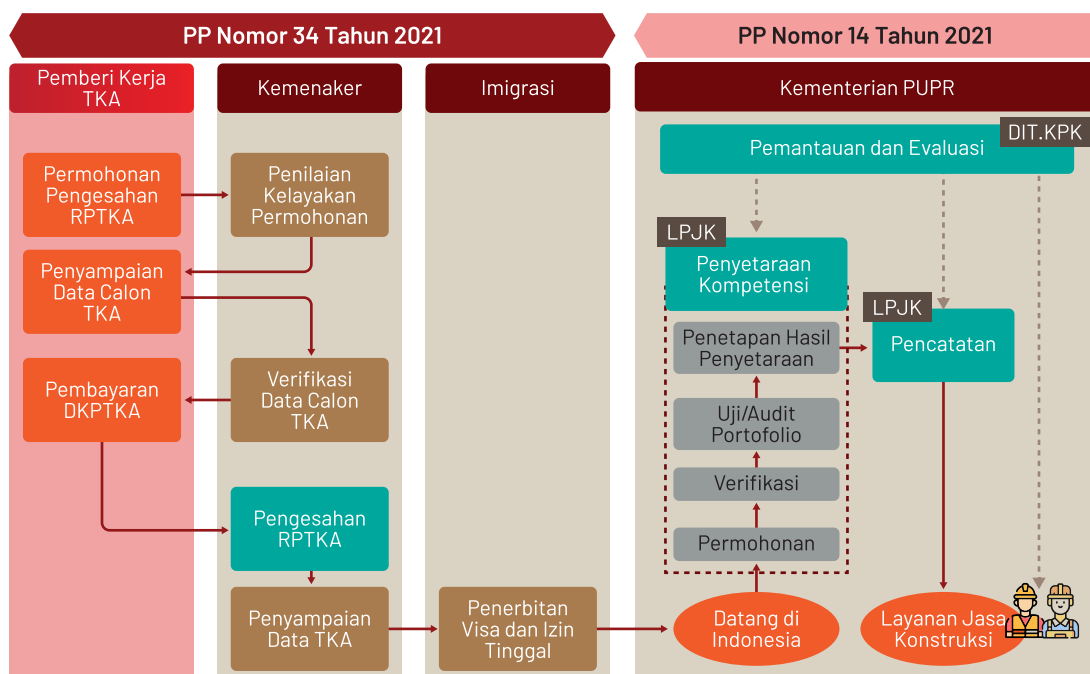 PP Nomor 34 Tahun 2021
PP Nomor 14 Tahun 2021
Pemberi Kerja
TKA
Kemenaker
Imigrasi
Kementerian PUPR
Permohonan
Pengesahan
RPTKA
Penilaian
Kelayakan
Permohonan
Penyampaian
Data Calon
TKA
Pembayaran
DKPTKA
Verifikasi
Data Calon
TKA
Pengesahan
RPTKA
Penyampaian
Data TKA
Penerbitan
Visa dan Izin
Tinggal
DIT.KPK
Pemantauan dan Evaluasi
LPJK
Penyetaraan
Kompetensi
Penetapan Hasil
Penyetaraan
Uji/Audit
Portofolio
Verifikasi
Permohonan
Datang di
Indonesia
LPJK
Pencatatan
Layanan Jasa
Konstruksi